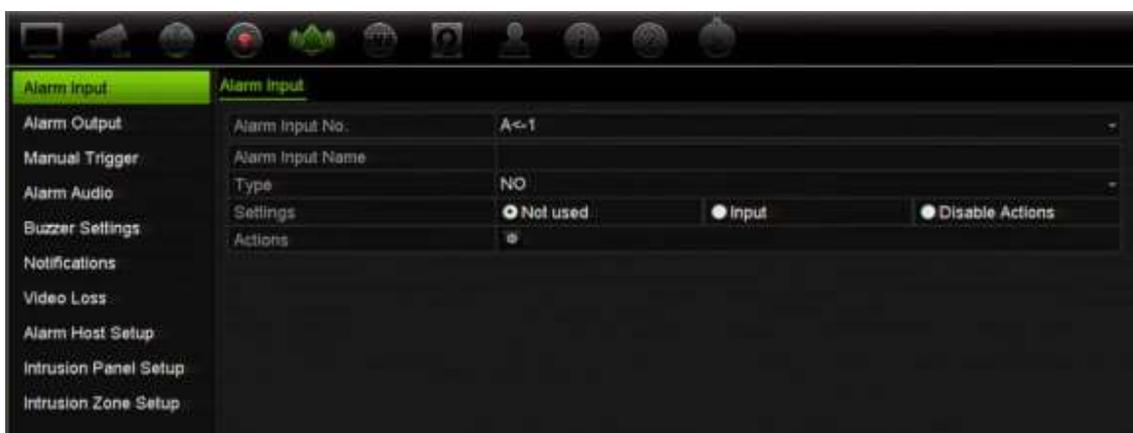 Alarm Input
Alarm Output
Manual Trigger
Alarm Audio
Buzzer Settings
Notifications
Video Loss
Alarm Host Setup
Intrusion Panel Setup
Intrusion Zone Setup
Alarm Input
Alarm Input No. A<-1
Alarm Input Name
Type NO
Settings Not used Input Disable Actions
Actions